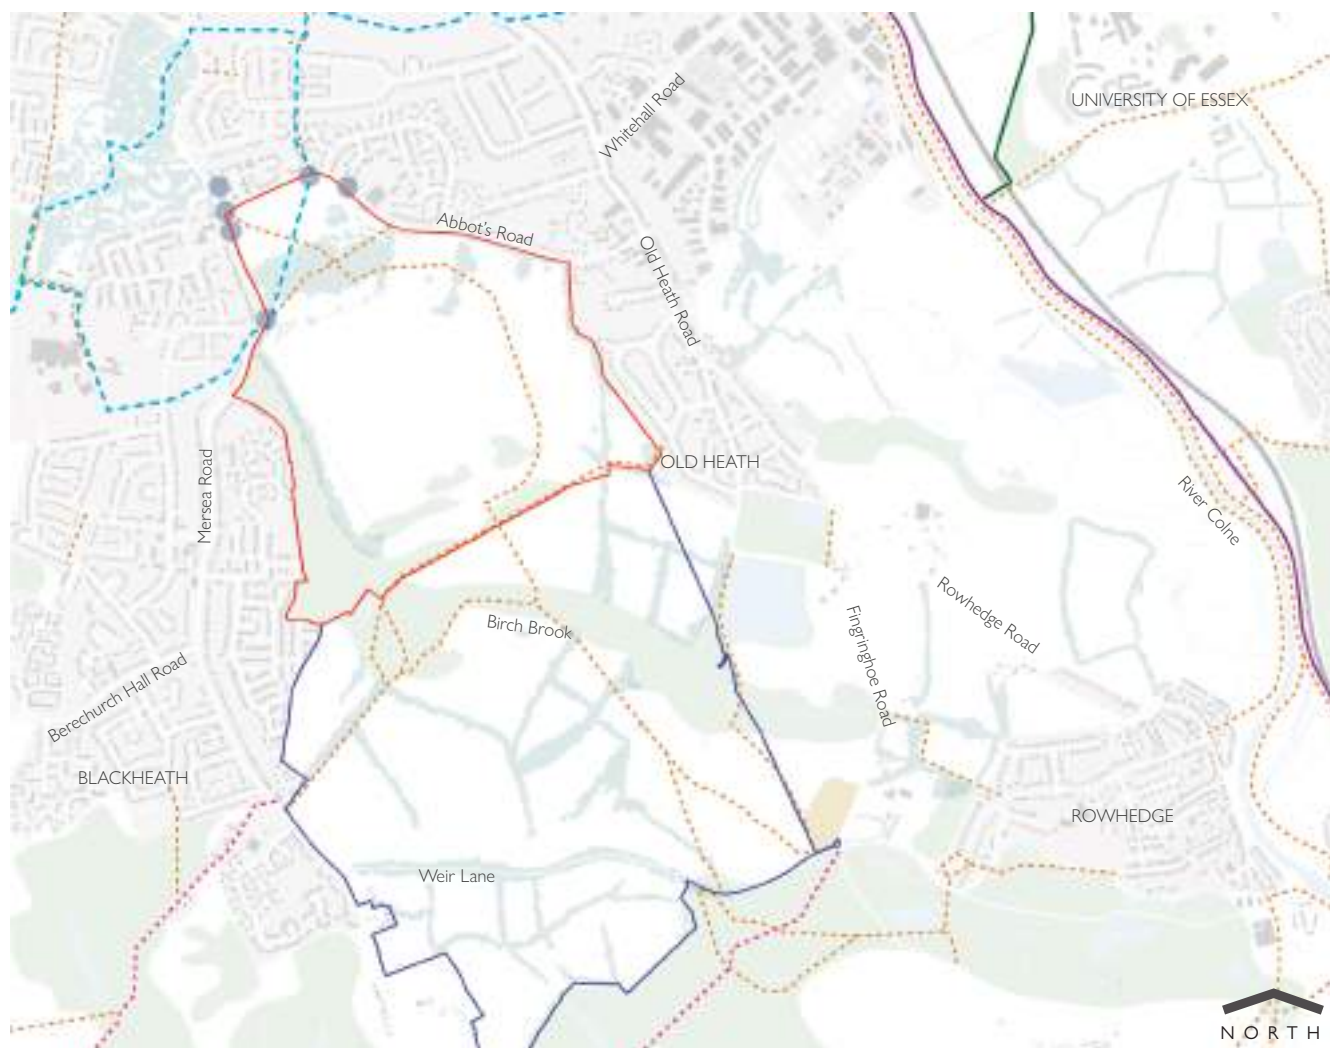 UNIVERSITY OF ESSEX
Whitehall Road
Abbot's Road
Old Heath Road
OLD HEATH
Mersea Road
River Colne
Rowhedge Road
Fingringhoe Road
Birch Brook
Berechurch Hall Road
BLACKHEATH
ROWHEDGE
Weir Lane
NORTH